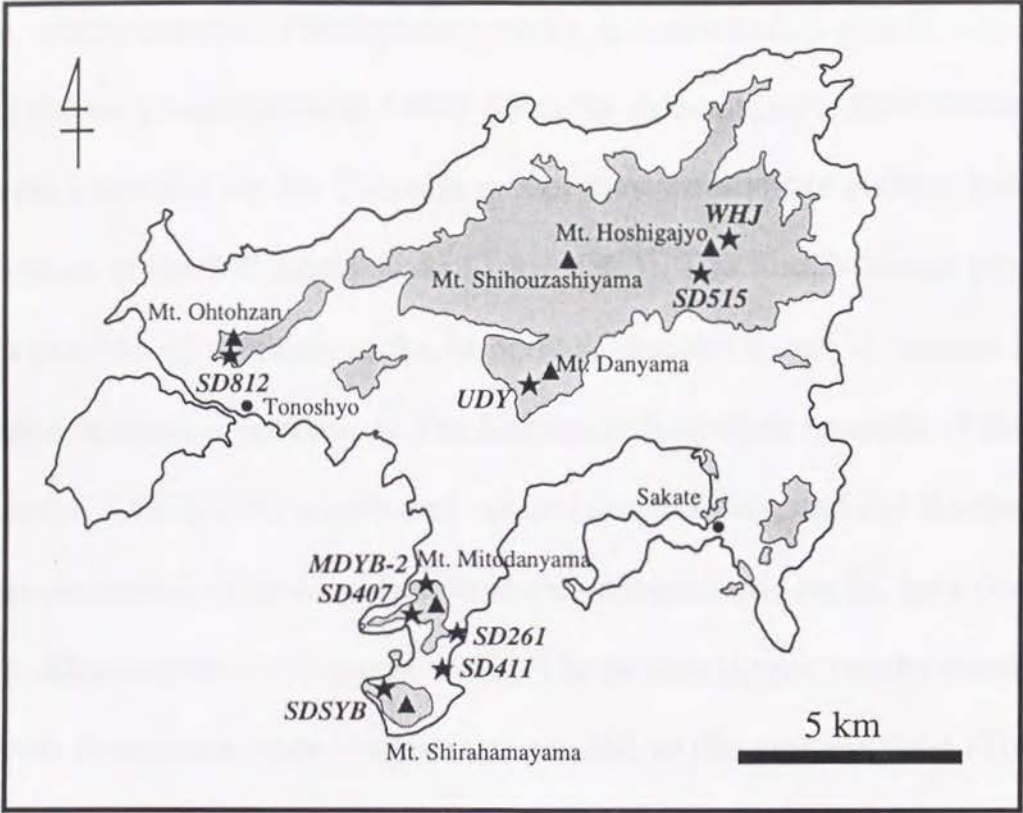 WHJ
Mt. Hoshigajyo
Mt. Shihouzashiyama
SD515
Mt. Ohtohzan
SD812
Tonoshyo
Mt. Danyama
UDY
Sakate
MDYB-2 Mt. Mitodanyama
SD407
SD261
SD411
SDSYB
Mt. Shirahamayama
5 km